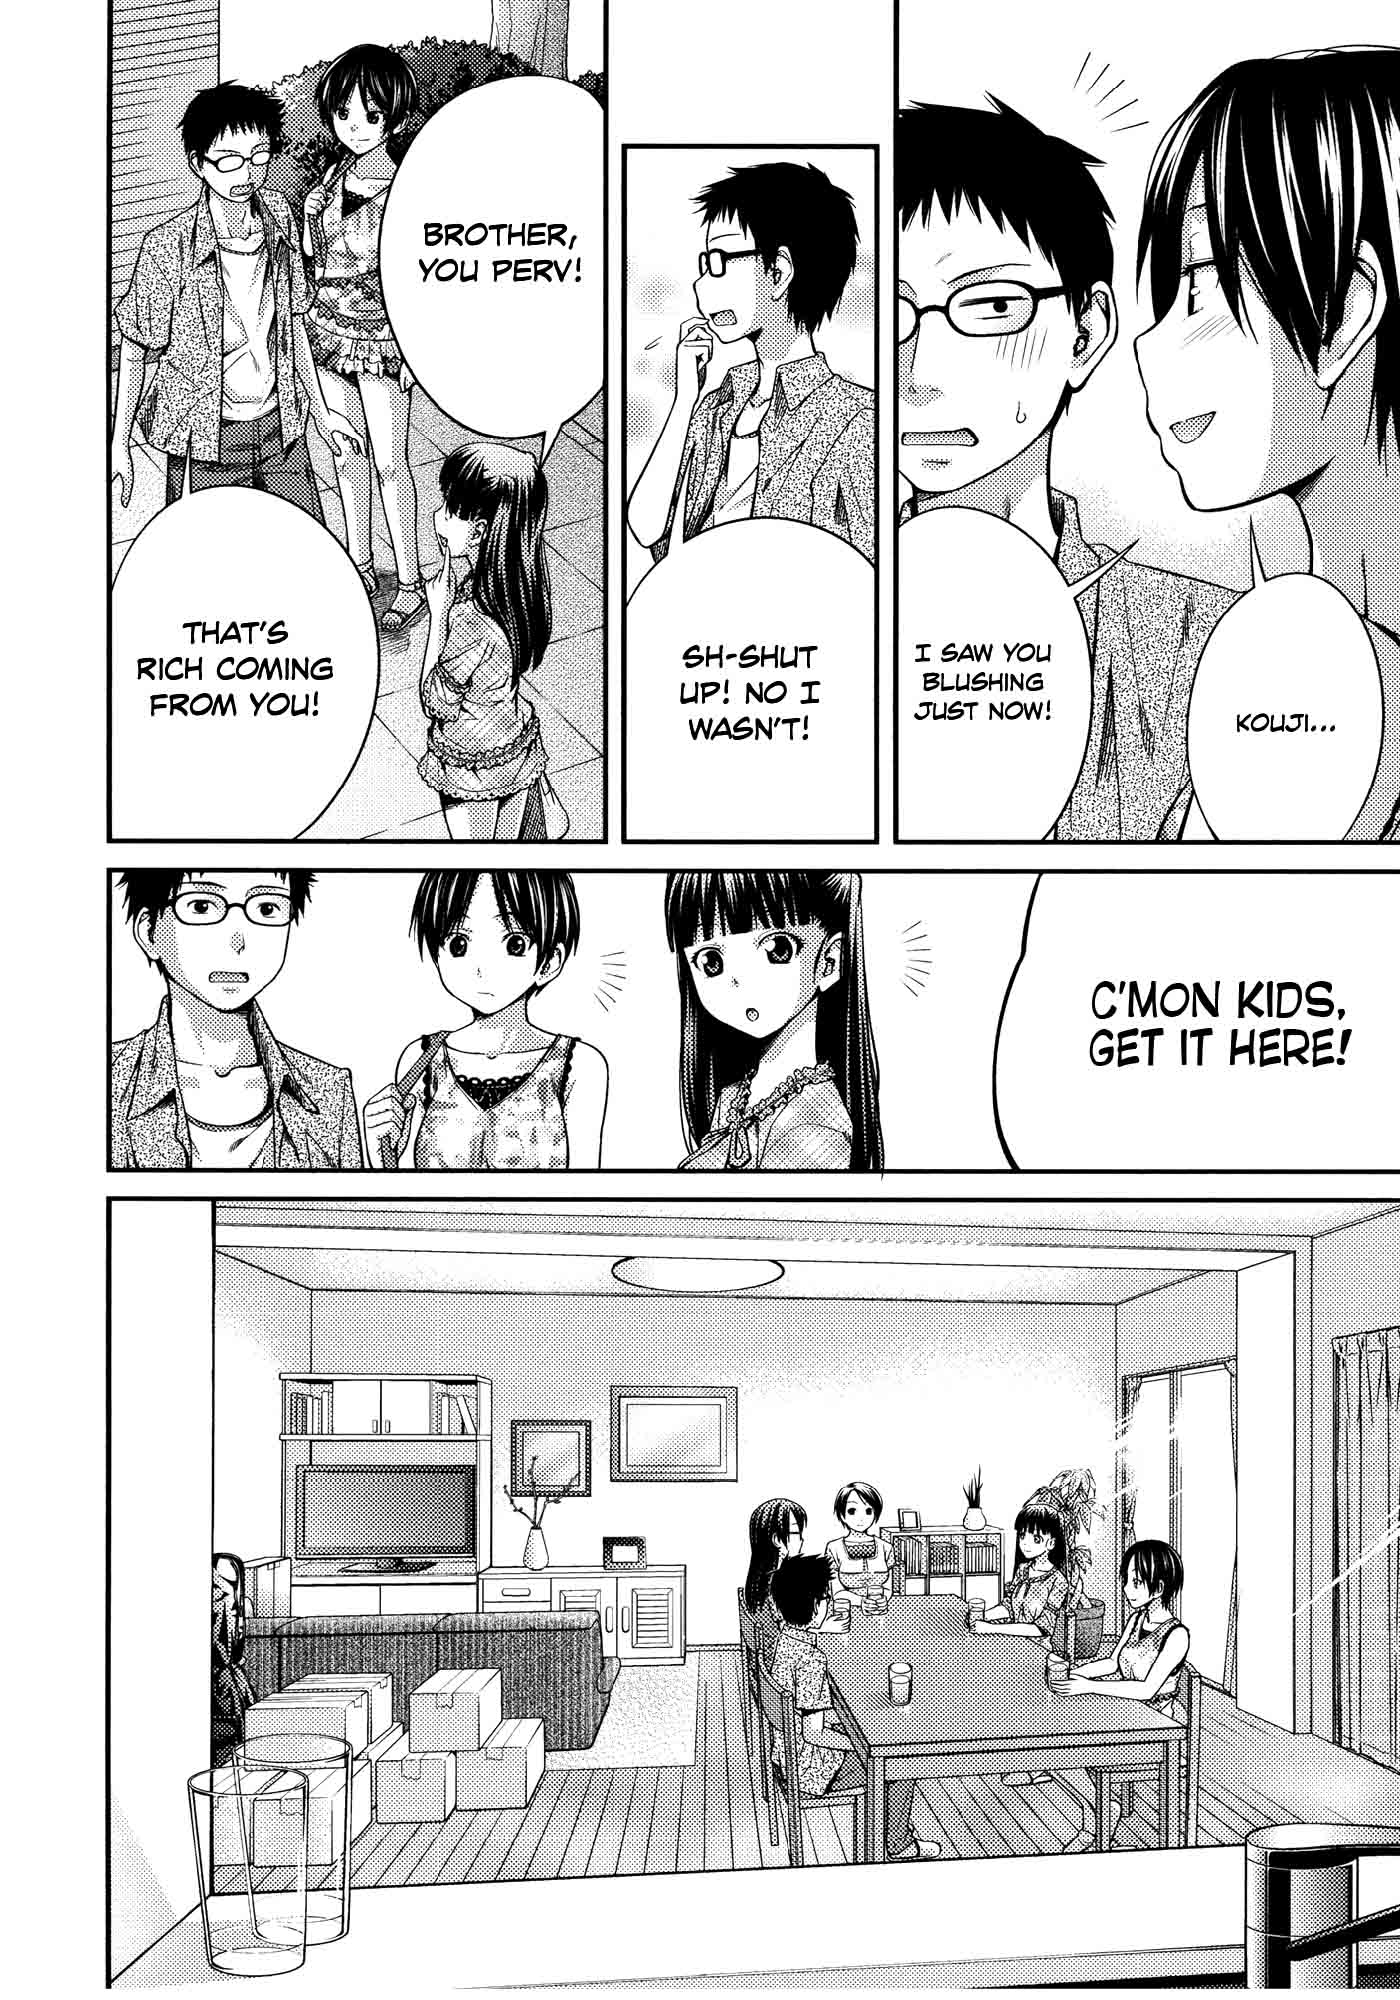 KOUJI...
I SAW YOU
BLUSHING
JUST NOW!
SH-SHUT
UP! NO I
WASN'T!
BROTHER,
YOU PERV!
THAT'S
RICH COMING
FROM YOU!
C'MON KIDS,
GET IT HERE!